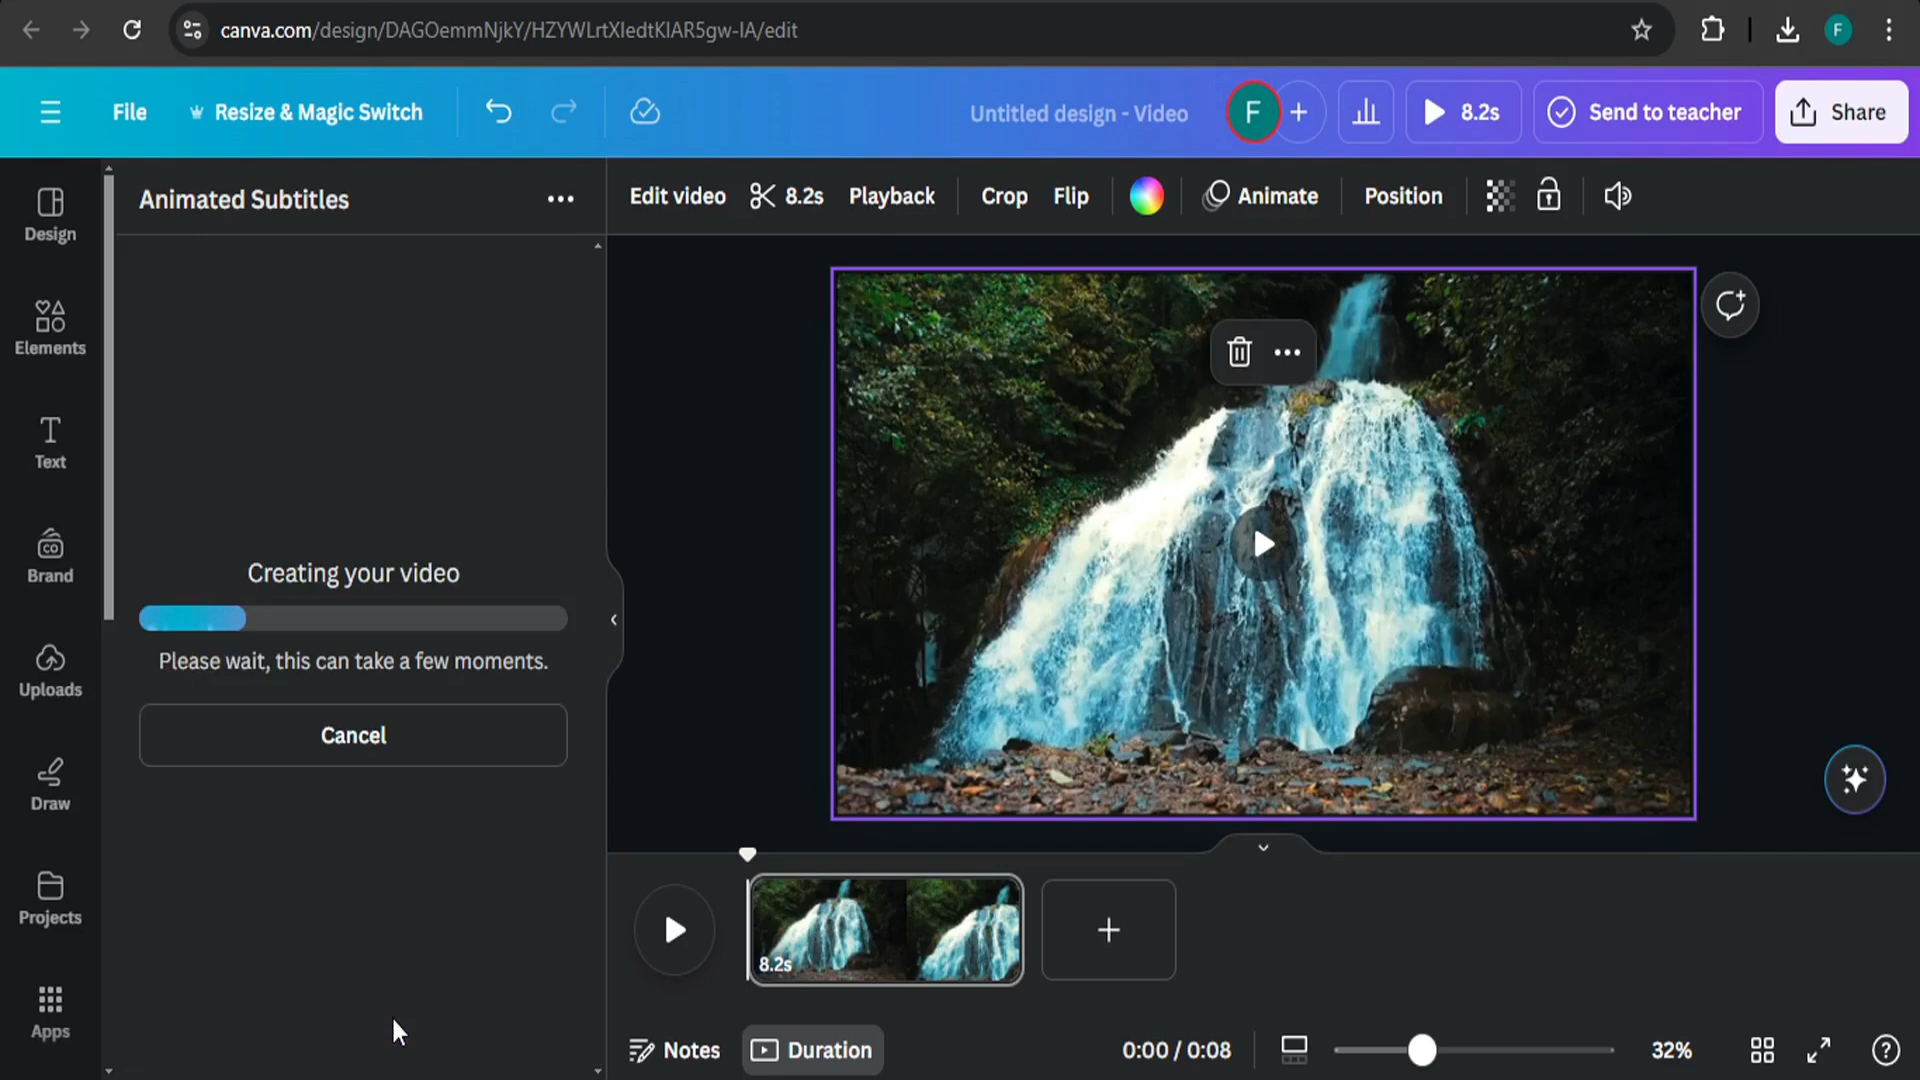 canva.com/design/DAGOemmNjkY/HZYWLrtXIedtKIAR5gw-IA/edit
F
File
Resize & Magic Switch
Untitled design - Video
F
8.2s
Send to teacher
Share
Design
Elements
Text
Brand
Uploads
Draw
Projects
Apps
Animated Subtitles
Creating your video
Please wait, this can take a few moments.
Cancel
Edit video
8.2s
Playback
Crop
Flip
Animate
Position
8.2s
Notes
Duration
0:00 / 0:08
32%